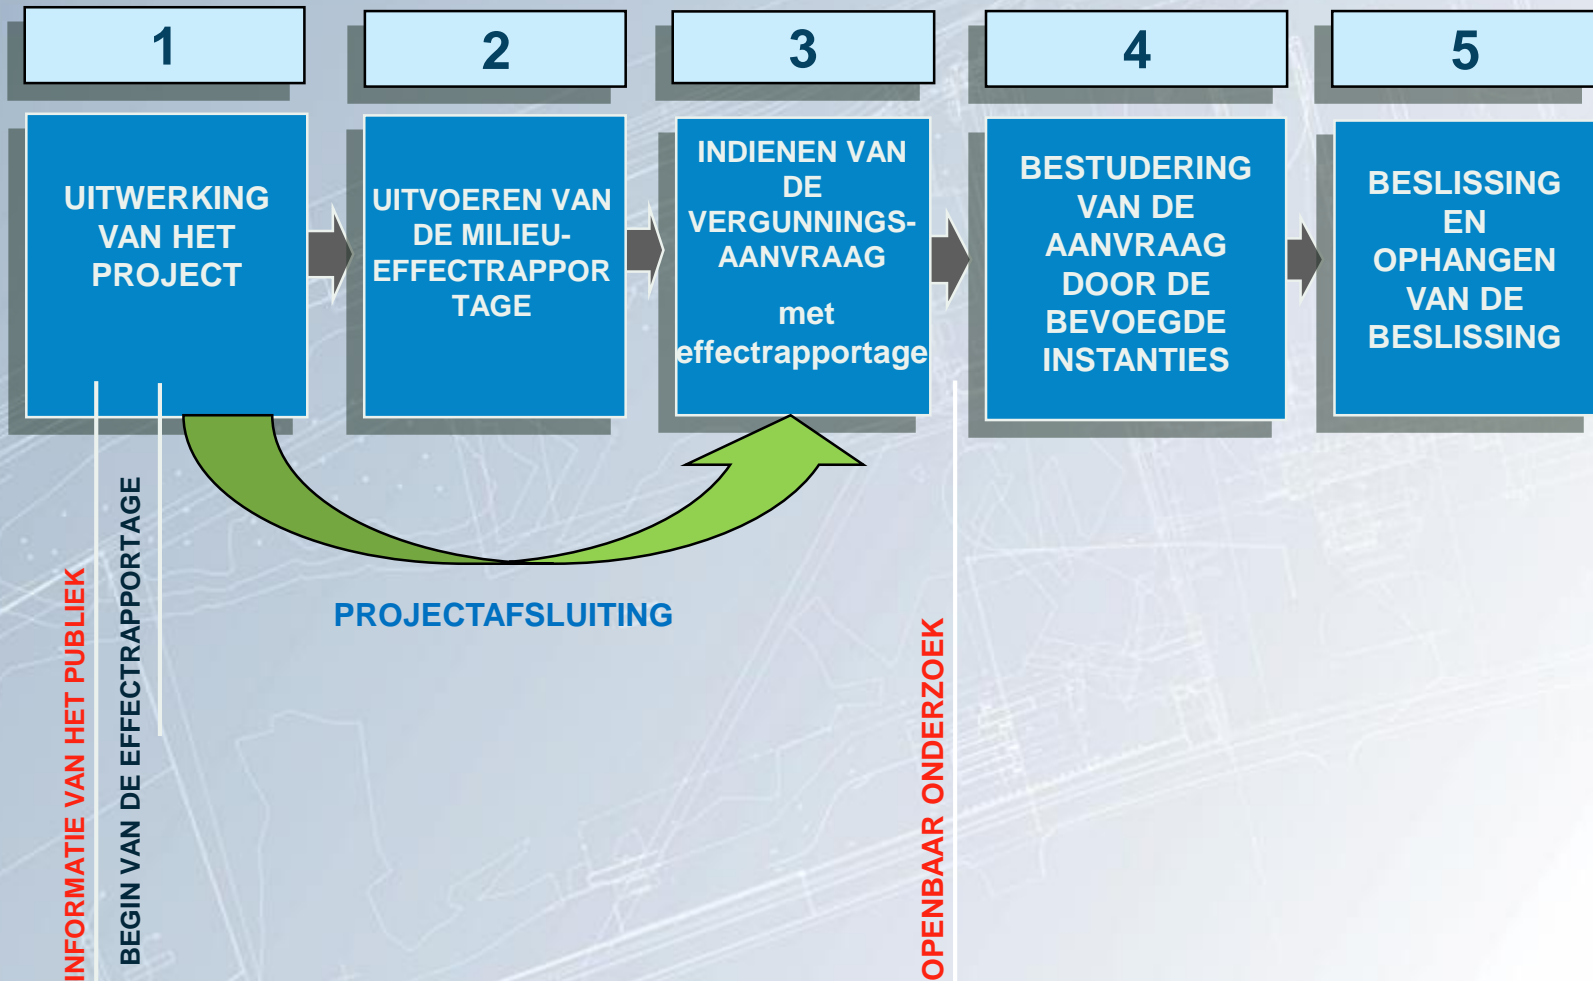 1
2
3
4
5
UITWERKING
VAN HET
PROJECT
UITVOEREN VAN
DE MILIEU-
EFFECTRAPPOR
TAGE
INDIENEN VAN
DE
VERGUNNINGS-
AANVRAAG
met
effectrapportage
BESTUDERING
VAN DE
AANVRAAG
DOOR DE
BEVOEGDE
INSTANTIES
BESLISSING
EN
OPHANGEN
VAN DE
BESLISSING
INFORMATIE VAN HET PUBLIEK
BEGIN VAN DE EFFECTRAPPORTAGE
PROJECTAFSLUITING
OPENBAAR ONDERZOEK